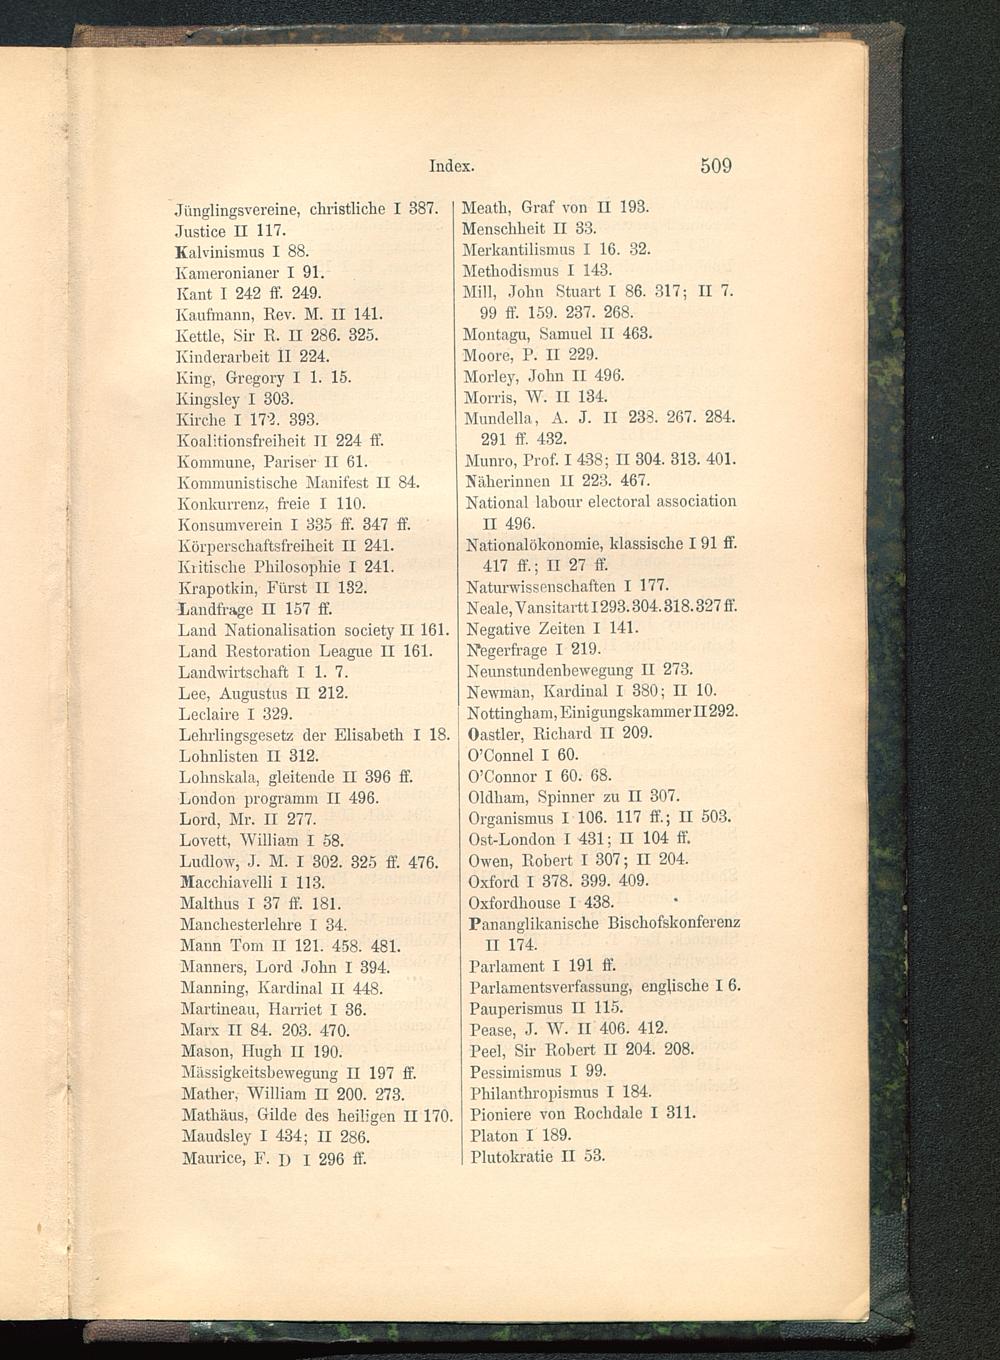 Index.
509
Jünglingsvereine, christliche I 387.
Justice II 117.
Kalvinismus I 88.
Kameronianer I 91.
Kant I 242 ff. 249.
Kaufmann, Rev. M. II 141.
Kettle, Sir R. II 286. 325.
Kinderarbeit II 224.
King, Gregory I 1. 15.
Kingsley I 303.
Kirche I 172. 393.
Koalitionsfreiheit II 224 ff.
Kommune, Pariser II 61.
Kommunistische Manifest II 84.
Konkurrenz, freie I 110.
Konsumverein I 335 ff. 347 ff.
Körperschaftsfreiheit II 241.
Kritische Philosophie I 241.
Krapotkin, Fürst II 132.
Landfrage II 157 ff.
Land Nationalisation society II 161.
Land Restoration League II 161.
Landwirtschaft I 1. 7.
Lee, Augustus II 212.
Leclaire I 329.
Lehrlingsgesetz der Elisabeth I 18.
Lohnlisten II 312.
Lohnskala, gleitende II 396 ff.
London programm II 496.
Lord, Mr. II 277.
Lovett, William I 58.
Ludlow, J. M. I 302. 325 ff. 476.
Macchiavelli I 113.
Malthus I 37 ff. 181.
Manchesterlehre I 34.
Mann Tom II 121. 458. 481.
Manners, Lord John I 394.
Manning, Kardinal II 448.
Martineau, Harriet I 36.
Marx II 84. 203. 470.
Mason, Hugh II 190.
Mässigkeitsbewegung II 197 ff.
Mather, William II 200. 273.
Mathäus, Gilde des heiligen II 170.
Maudsley I 434; II 286.
Maurice, F. D I 296 ff.
Meath, Graf von II 193.
Menschheit II 33.
Merkantilismus I 16. 32.
Methodismus I 143.
Mill, John Stuart I 86. 317; II 7.
99 ff. 159. 237. 268.
Montagu, Samuel II 463.
Moore, P. II 229.
Morley, John II 496.
Morris, W. II 134.
Mundella, A. J. II 238. 267. 284.
291 ff. 432.
Munro, Prof. I 438; II 304. 313. 401.
Näherinnen II 223. 467.
National labour electoral association
II 496.
Nationalökonomie, klassische I 91 ff.
417 ff.; II 27 ff.
Naturwissenschaften I 177.
Neale, Vansitartt I 293. 304. 318. 327 ff.
Negative Zeiten I 141.
Negerfrage I 219.
Neunstundenbewegung II 273.
Newman, Kardinal I 380; II 10.
Nottingham, Einigungskammer II 292.
Oastler, Richard II 209.
O'Connel I 60.
O'Connor I 60. 68.
Oldham, Spinner zu II 307.
Organismus I 106. 117 ff.; II 503.
Ost-London I 431; II 104 ff.
Owen, Robert I 307; II 204.
Oxford I 378. 399. 409.
Oxfordhouse I 438.
Pananglikanische Bischofskonferenz
II 174.
Parlament I 191 ff.
Parlamentsverfassung, englische I 6.
Pauperismus II 115.
Pease, J. W. II 406. 412.
Peel, Sir Robert II 204. 208.
Pessimismus I 99.
Philanthropismus I 184.
Pioniere von Rochdale I 311.
Platon I 189.
Plutokratie II 53.